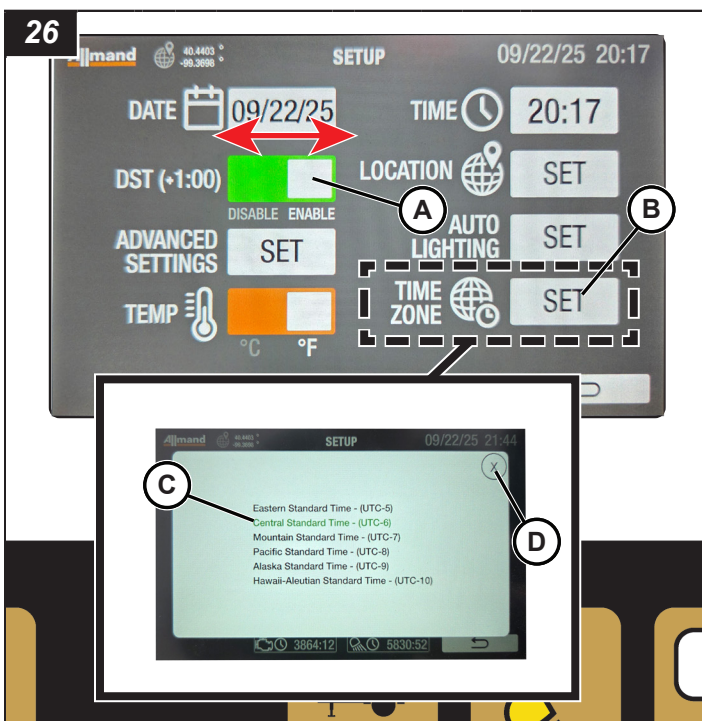 26
Allmand 40.4403 ° -99.3698 ° SETUP 09/22/25 20:17
DATE 09/22/25 TIME 20:17
DST (+1:00) LOCATION SET
DISABLE ENABLE
A
B
ADVANCED
SETTINGS SET
AUTO
LIGHTING SET
TEMP
°C °F
TIME
ZONE SET
Allmand SETUP 09/22/25 21:44
X
C
D
Eastern Standard Time - (UTC-5)
Central Standard Time - (UTC-6)
Mountain Standard Time - (UTC-7)
Pacific Standard Time - (UTC-8)
Alaska Standard Time - (UTC-9)
Hawaii-Aleutian Standard Time - (UTC-10)
3864:12 5830:52